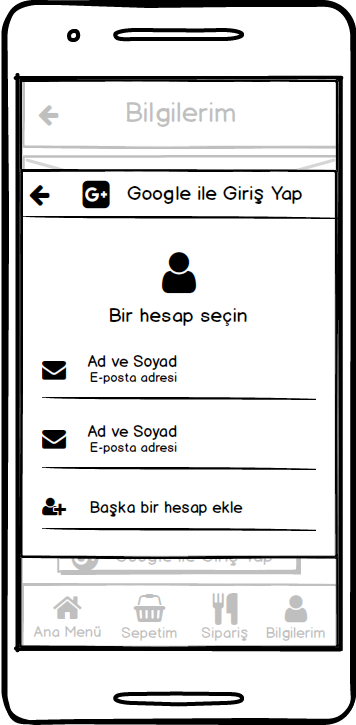 Bilgilerim
G+ Google ile Giriş Yap
Bir hesap seçin
Ad ve Soyad
E-posta adresi
Ad ve Soyad
E-posta adresi
Başka bir hesap ekle
Google ile Giriş Yap
Ana Menü Sepetim Sipariş Bilgilerim